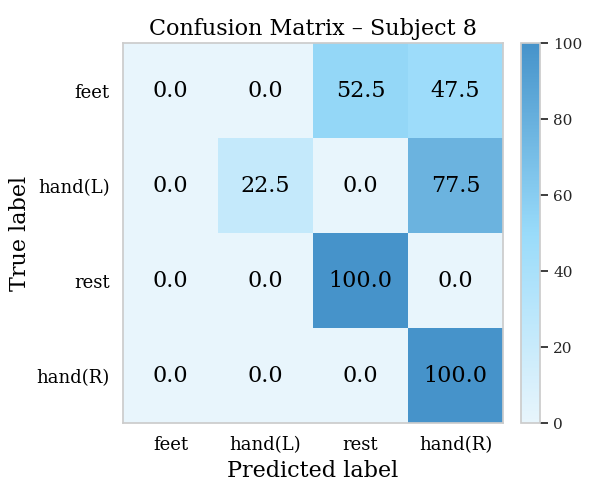 Confusion Matrix – Subject 8
True label
feet 0.0 0.0 52.5 47.5
hand(L) 0.0 22.5 0.0 77.5
rest 0.0 0.0 100.0 0.0
hand(R) 0.0 0.0 0.0 100.0
feet hand(L) rest hand(R)
Predicted label
100
80
60
40
20
0